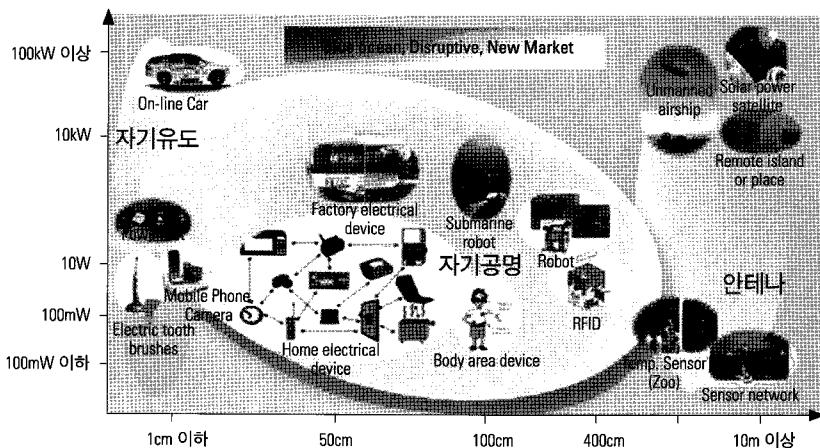 100kW 이상
ocean, Disruptive, New Market
On-line Car
Unmanned
airship
Solar power
satellite
10kW
자기유도
Remote island
or place
Factory electrical
device
Submarine
robot
Robot
10W
자기공명
안테나
Mobile Phone
Camera
100mW
Electric tooth
brushes
RFID
Home electrical
device
Body area device
100mW 이하
Sensor
(Zoo)
Sensor network
1cm 이하
50cm
100cm
400cm
10m 이상